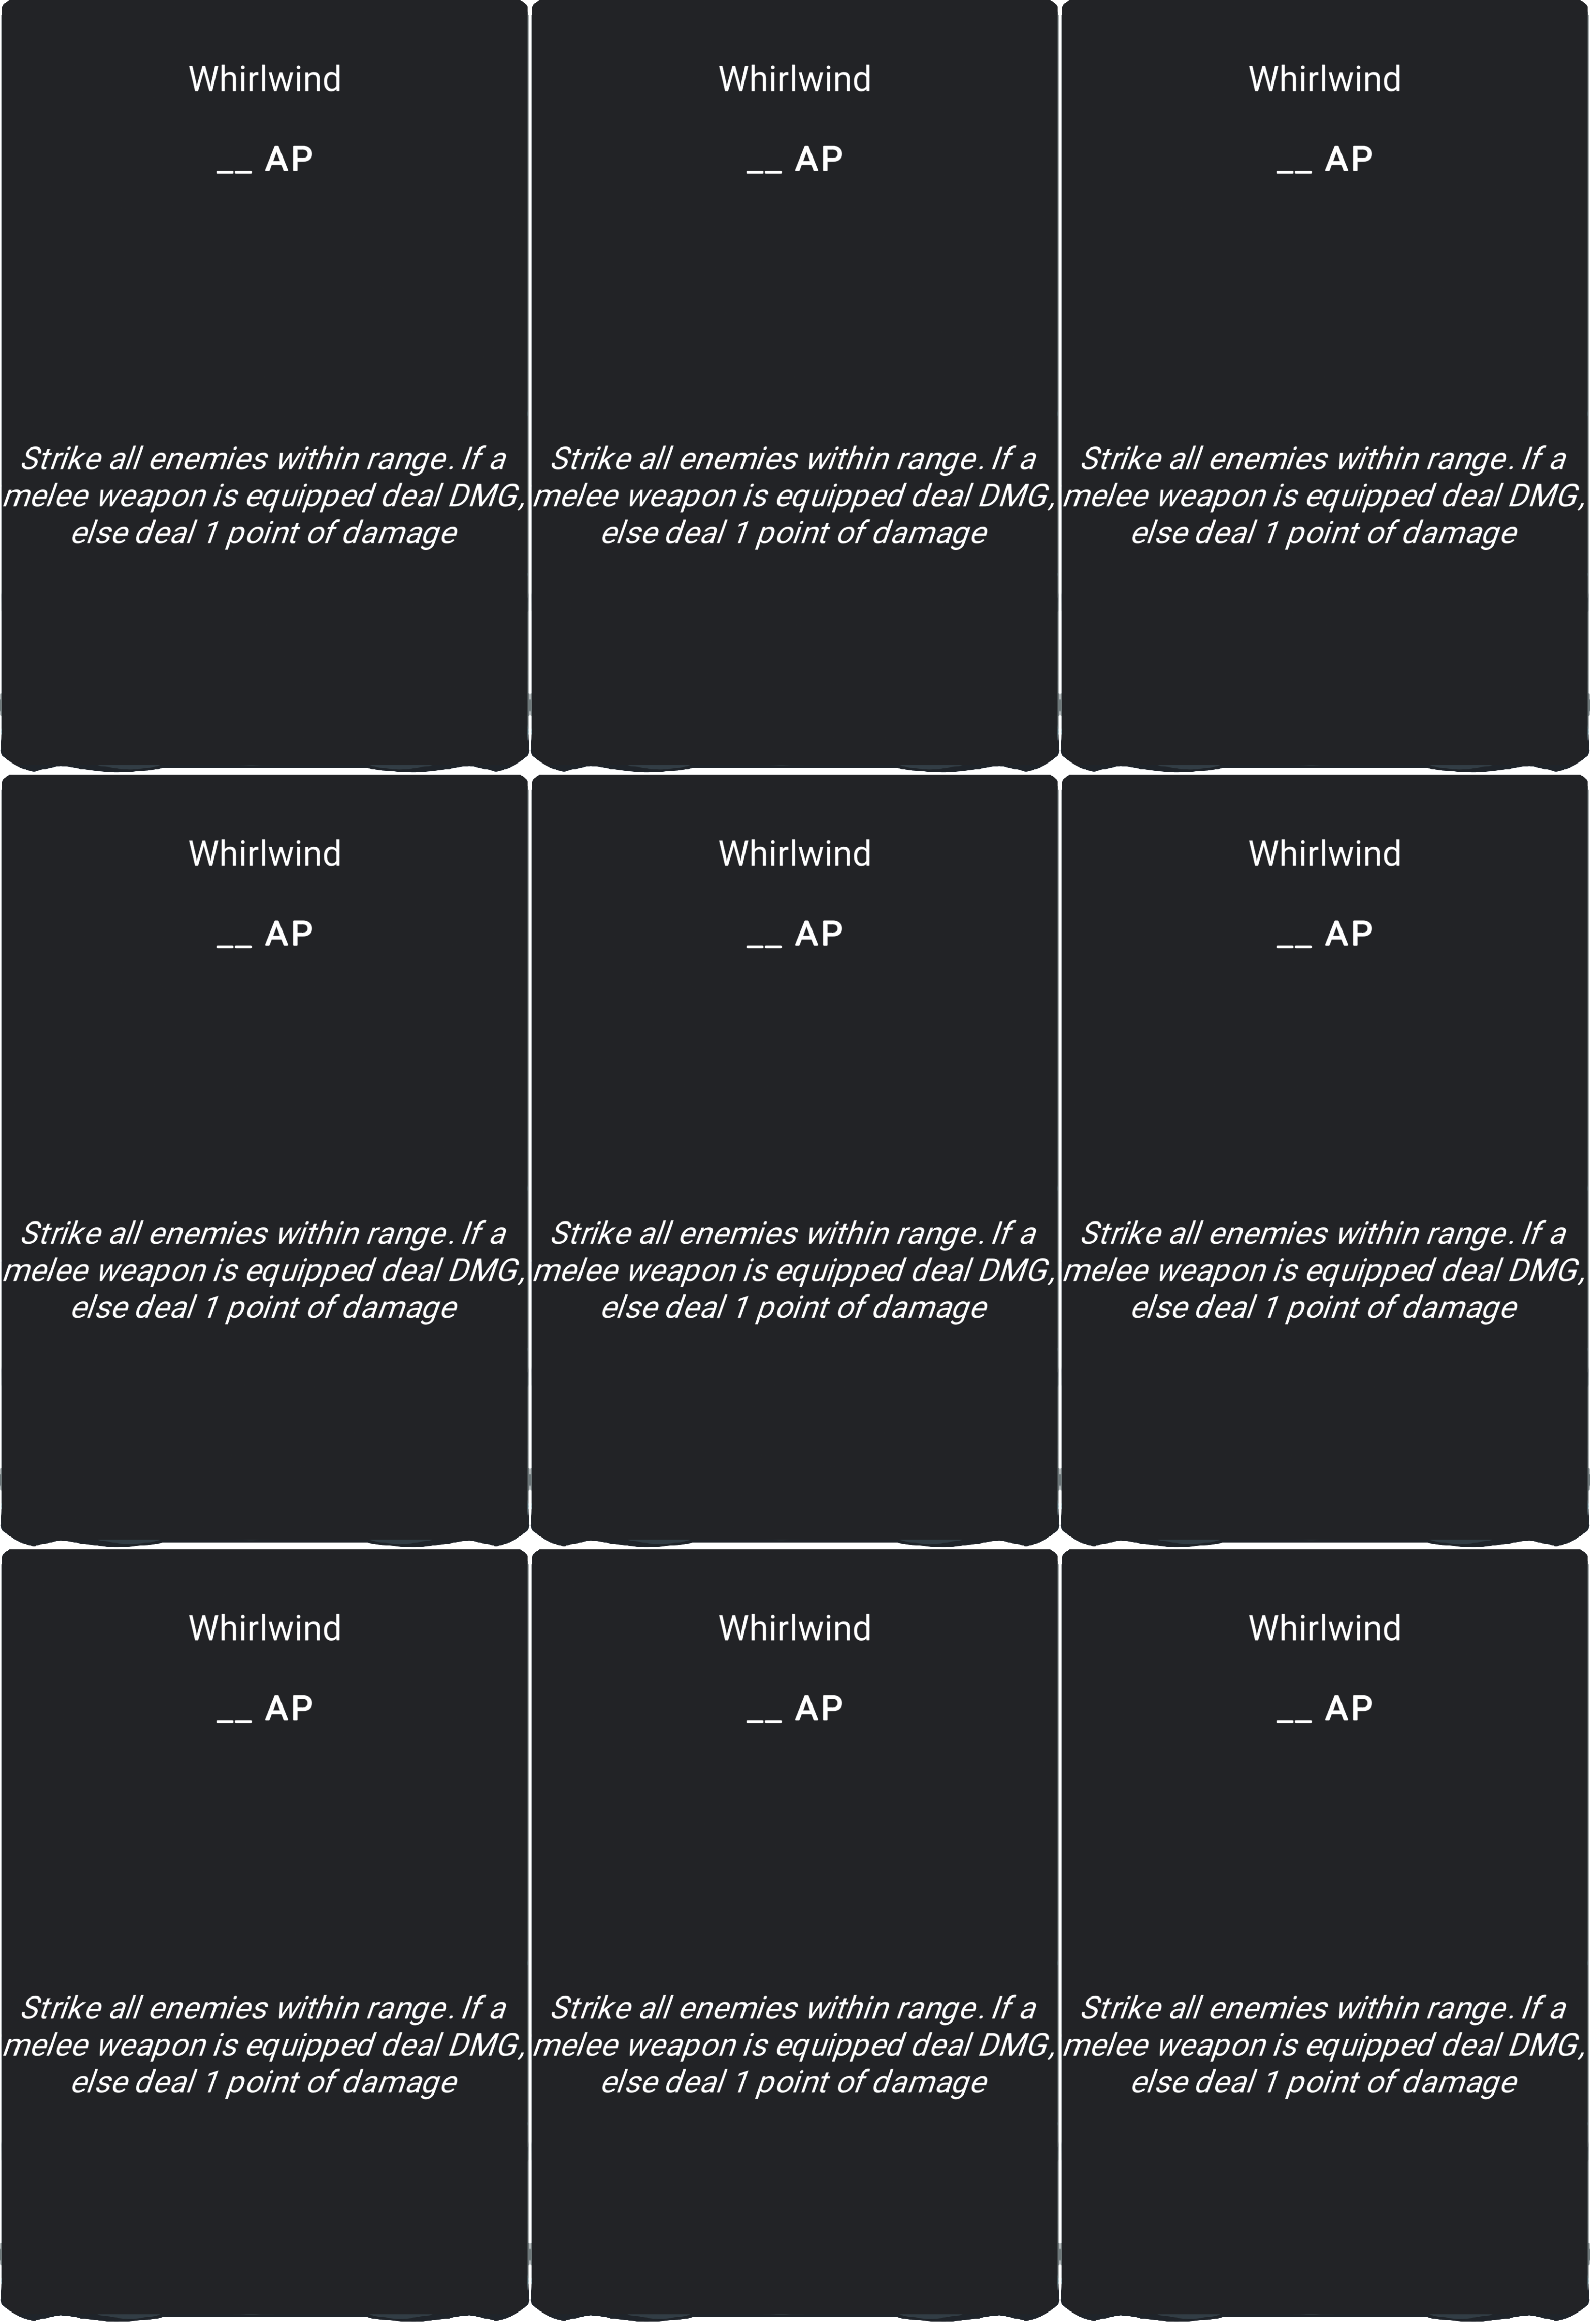 Whirlwind
__ AP
Strike all enemies within range. If a
melee weapon is equipped deal DMG,
else deal 1 point of damage
Whirlwind
__ AP
Strike all enemies within range. If a
melee weapon is equipped deal DMG,
else deal 1 point of damage
Whirlwind
__ AP
Strike all enemies within range. If a
melee weapon is equipped deal DMG,
else deal 1 point of damage
Whirlwind
__ AP
Strike all enemies within range. If a
melee weapon is equipped deal DMG,
else deal 1 point of damage
Whirlwind
__ AP
Strike all enemies within range. If a
melee weapon is equipped deal DMG,
else deal 1 point of damage
Whirlwind
__ AP
Strike all enemies within range. If a
melee weapon is equipped deal DMG,
else deal 1 point of damage
Whirlwind
__ AP
Strike all enemies within range. If a
melee weapon is equipped deal DMG,
else deal 1 point of damage
Whirlwind
__ AP
Strike all enemies within range. If a
melee weapon is equipped deal DMG,
else deal 1 point of damage
Whirlwind
__ AP
Strike all enemies within range. If a
melee weapon is equipped deal DMG,
else deal 1 point of damage